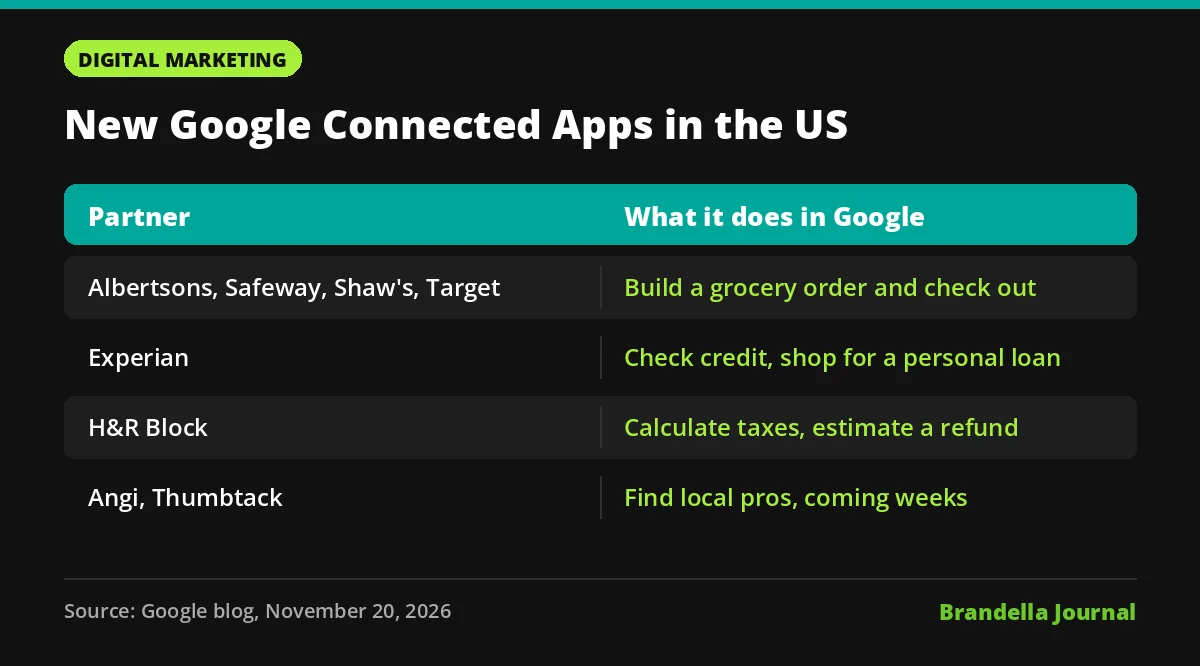 DIGITAL MARKETING
New Google Connected Apps in the US
Partner What it does in Google
Albertsons, Safeway, Shaw's, Target Build a grocery order and check out
Experian Check credit, shop for a personal loan
H&R Block Calculate taxes, estimate a refund
Angi, Thumbtack Find local pros, coming weeks
Source: Google blog, November 20, 2026 Brandella Journal